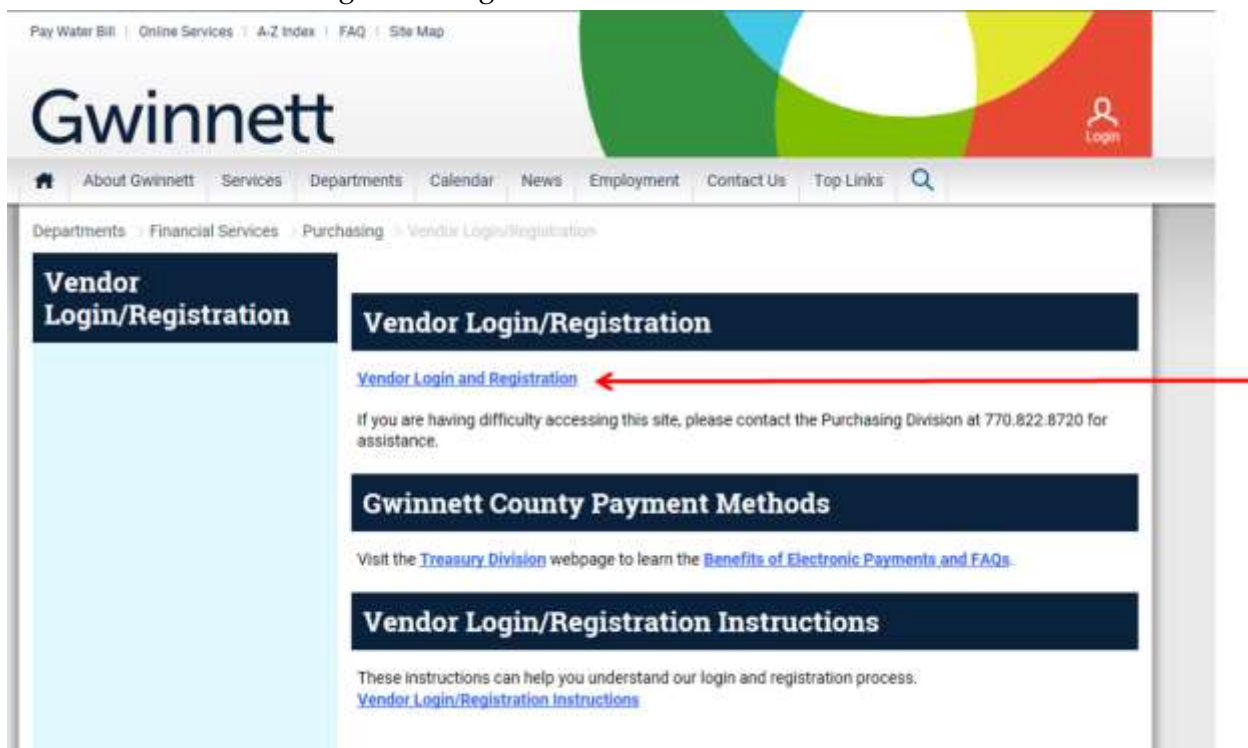 Pay Water Bill | Online Services | A-Z Index | FAQ | Site Map
Gwinnett
Login
About Gwinnett Services Departments Calendar News Employment Contact Us Top Links
Departments > Financial Services > Purchasing > Vendor Login/Registration
Vendor
Login/Registration
Vendor Login/Registration
Vendor Login and Registration
If you are having difficulty accessing this site, please contact the Purchasing Division at 770.822.8720 for
assistance.
Gwinnett County Payment Methods
Visit the Treasury Division webpage to learn the Benefits of Electronic Payments and FAQs.
Vendor Login/Registration Instructions
These instructions can help you understand our login and registration process.
Vendor Login/Registration Instructions